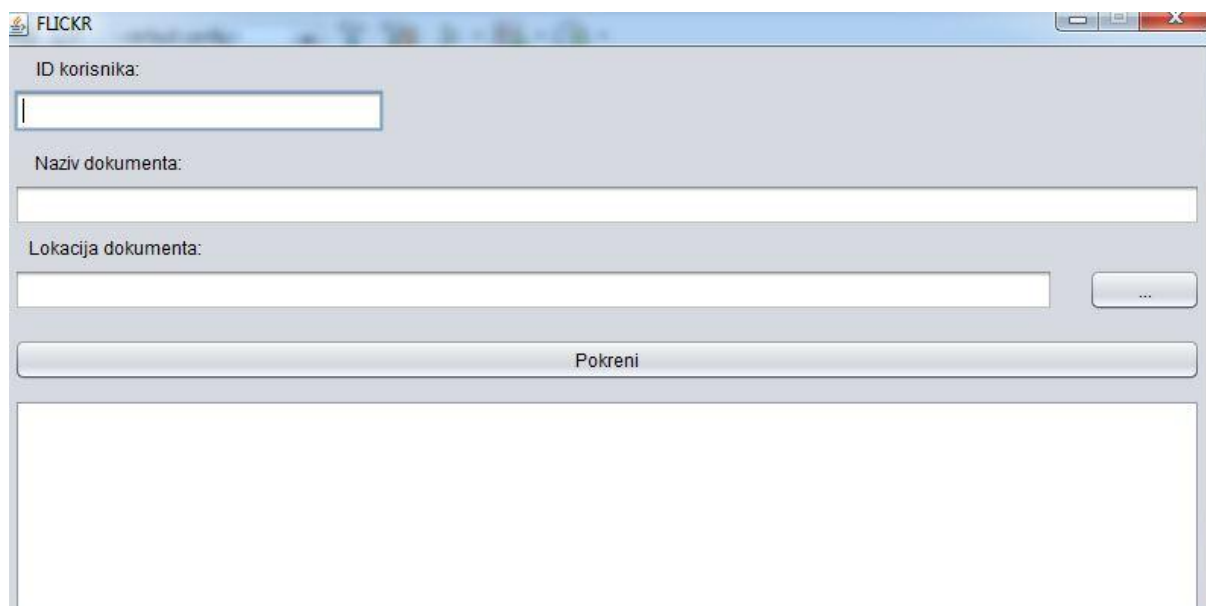 FLICKR
ID korisnika:
Naziv dokumenta:
Lokacija dokumenta:
...
Pokreni